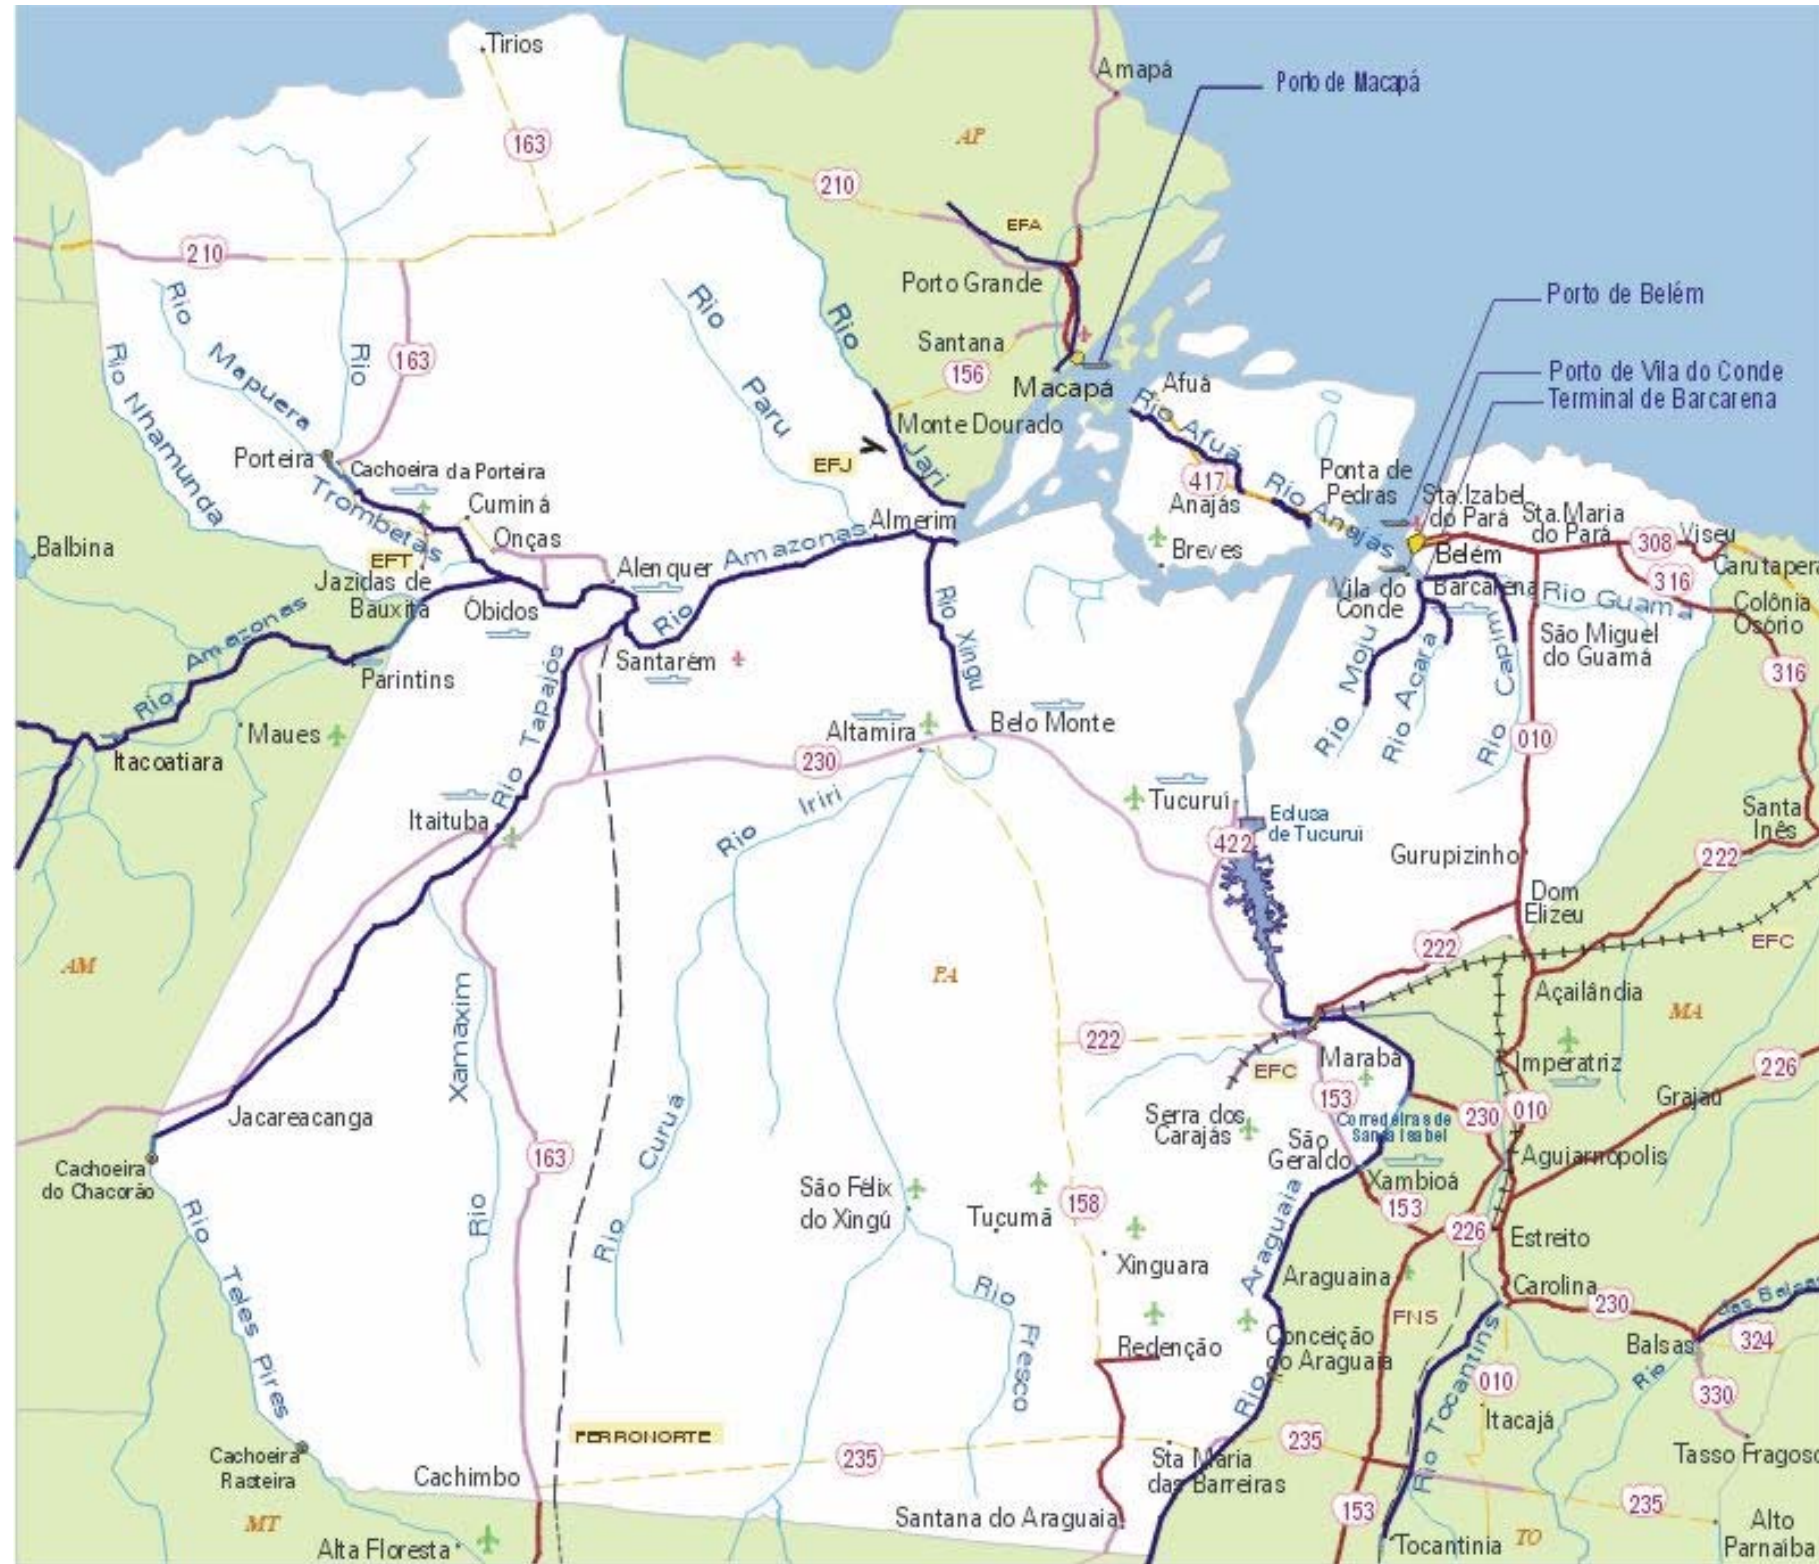 Tirios
Amapá
Porto de Macapá
AP
163
210
210
EFA
Porto Grande
Porto de Belém
Rio
Mapuera
Rio
163
Rio
Paru
Rio
Jari
Santana
156
Macapá
Afuá
Rio Afuá
Porto de Vila do Conde
Terminal de Barcarena
Rio Nhamunda
Monte Dourado
EFJ
417
Anajás
Rio Anajás
Ponta de
Pedras
Porteira
Cachoeira da Porteira
Trombetas
Cuminá
Onças
Almerim
Sta.Izabel
do Pará
Sta.Maria
do Pará
308
Viseu
Balbina
EFT
Jazidas de
Bauxita
Óbidos
Alenquer
Rio
Amazonas
Breves
Belém
316
Carutapera
Vila do
Conde
Barcarena
Rio Guamá
Colônia
Osório
Rio
Amazonas
Parintins
Santarém
Rio Xingu
São Miguel
do Guamá
316
Rio Moju
Rio Acara
Rio Capim
Maues
Itacoatiara
Rio Tapajós
Altamira
Belo Monte
230
010
Itaituba
Rio
Iriri
Tucuruí
Eclusa
de Tucurui
422
Santa
Inês
Gurupizinho
222
Dom
Elizeu
222
EFC
AM
PA
Xamaxim
Rio
Açailândia
MA
222
EFC
Marabá
Imperatriz
226
153
Jacareacanga
Serra dos
Carajás
Corredeiras de
Santa Isabel
230
010
Grajaú
Cachoeira
do Chacorão
163
Rio
Curuá
São
Geraldo
Xambioá
Aguiarnópolis
São Félix
do Xingú
Tucumã
158
153
226
Xinguara
Estreito
Rio
Teles Pires
Rio
Fresco
Rio
Araguaia
Araguaina
Carolina
230
das Balsas
Rio
FNS
Redenção
Conceição
do Araguaia
Balsas
324
Rio Tocantins
010
330
Itacajá
FERRONORTE
Cachoeira
Rasteira
Cachimbo
235
Sta Maria
das Barreiras
235
Tasso Fragoso
235
MT
Santana do Araguaia
153
Alta Floresta
Tocantinia
TO
Alto
Parnaiba